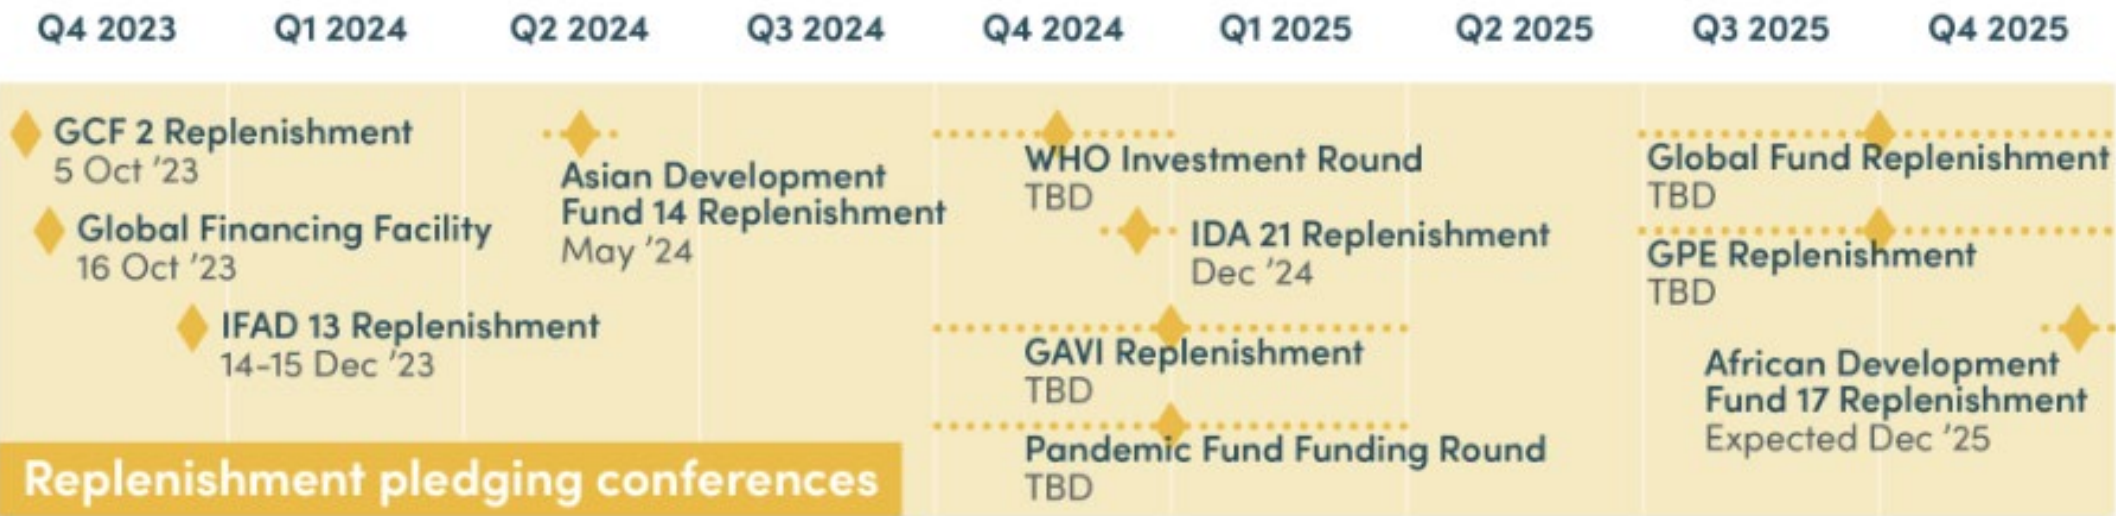 Q4 2023
Q1 2024
Q2 2024
Q3 2024
Q4 2024
Q1 2025
Q2 2025
Q3 2025
Q4 2025
GCF 2 Replenishment
5 Oct '23
Global Financing Facility
16 Oct '23
IFAD 13 Replenishment
14-15 Dec '23
Asian Development
Fund 14 Replenishment
May '24
WHO Investment Round
TBD
IDA 21 Replenishment
Dec '24
GAVI Replenishment
TBD
Pandemic Fund Funding Round
TBD
Global Fund Replenishment
TBD
GPE Replenishment
TBD
African Development
Fund 17 Replenishment
Expected Dec '25
Replenishment pledging conferences